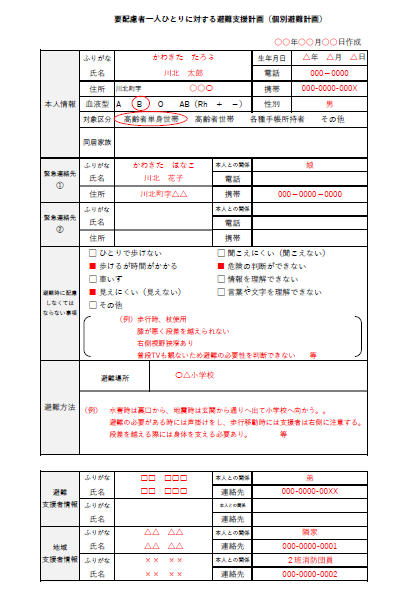 要配慮者一人ひとりに対する避難支援計画（個別避難計画）
〇〇年〇〇月〇〇日作成
本人情報
ふりがな かわきた たろう 生年月日 △年 △月 △日
氏名 川北 太郎 電話 000－0000
住所 川北町字 〇〇〇 携帯 000-0000-000X
血液型 A B O AB（Rh ＋ －） 性別 男
対象区分 高齢者単身世帯 高齢者世帯 各種手帳所持者 その他
同居家族
緊急連絡先①
ふりがな かわきた はなこ 本人との関係 娘
氏名 川北 花子 電話
住所 川北町字△△ 携帯 000－0000－0000
緊急連絡先②
ふりがな 本人との関係
氏名 電話
住所 携帯
避難時に配慮しなくてはならない事項
□ ひとりで歩けない □ 聞こえにくい（聞こえない）
■ 歩けるが時間がかかる ■ 危険の判断ができない
□ 車いす □ 情報を理解できない
■ 見えにくい（見えない） □ 言葉や文字を理解できない
□ その他
（例）歩行時、杖使用
膝が悪く段差を越えられない
右側視野狭窄あり
普段TVも観ないため避難の必要性を判断できない 等
避難方法
避難場所 〇△小学校
（例） 水害時は裏口から、地震時は玄関から通りへ出て小学校へ向かう。。
避難の必要がある時には声掛けをし、歩行移動時には支援者は右側に注意する。
段差を越える際には身体を支える必要あり。 等
避難支援者情報
ふりがな □□ □□□ 本人との関係 弟
氏名 □□ □□□ 連絡先 000-0000-00XX
ふりがな 本人との関係
氏名 連絡先
地域支援者情報
ふりがな △△ △△ 本人との関係 隣家
氏名 △△ △△ 連絡先 000-0000-0001
ふりがな ×× ×× 本人との関係 ２班消防団員
氏名 ×× ×× 連絡先 000-0000-0002